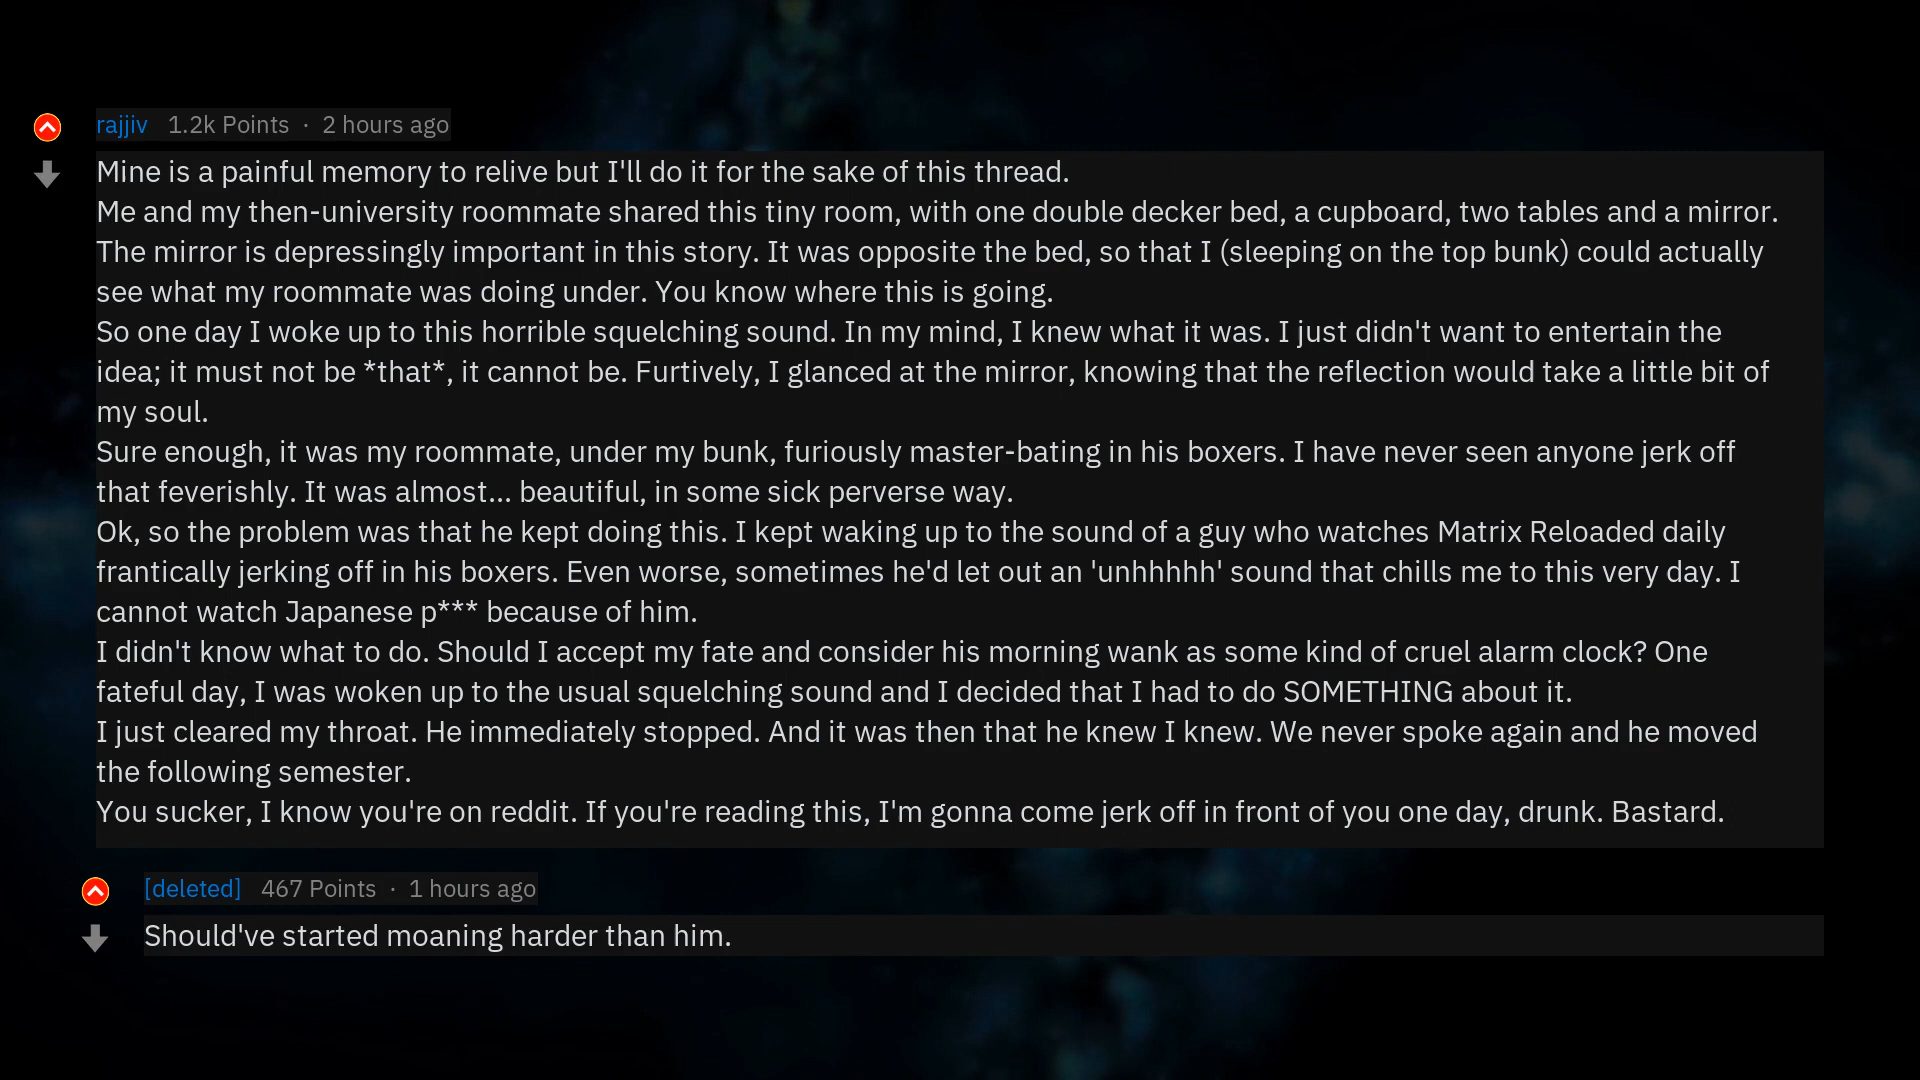 rajjiv 1.2k Points · 2 hours ago
Mine is a painful memory to relive but I'll do it for the sake of this thread.
Me and my then-university roommate shared this tiny room, with one double decker bed, a cupboard, two tables and a mirror.
The mirror is depressingly important in this story. It was opposite the bed, so that I (sleeping on the top bunk) could actually
see what my roommate was doing under. You know where this is going.
So one day I woke up to this horrible squelching sound. In my mind, I knew what it was. I just didn't want to entertain the
idea; it must not be *that*, it cannot be. Furtively, I glanced at the mirror, knowing that the reflection would take a little bit of
my soul.
Sure enough, it was my roommate, under my bunk, furiously master-bating in his boxers. I have never seen anyone jerk off
that feverishly. It was almost... beautiful, in some sick perverse way.
Ok, so the problem was that he kept doing this. I kept waking up to the sound of a guy who watches Matrix Reloaded daily
frantically jerking off in his boxers. Even worse, sometimes he'd let out an 'unhhhhh' sound that chills me to this very day. I
cannot watch Japanese p*** because of him.
I didn't know what to do. Should I accept my fate and consider his morning wank as some kind of cruel alarm clock? One
fateful day, I was woken up to the usual squelching sound and I decided that I had to do SOMETHING about it.
I just cleared my throat. He immediately stopped. And it was then that he knew I knew. We never spoke again and he moved
the following semester.
You sucker, I know you're on reddit. If you're reading this, I'm gonna come jerk off in front of you one day, drunk. Bastard.
[deleted] 467 Points · 1 hours ago
Should've started moaning harder than him.